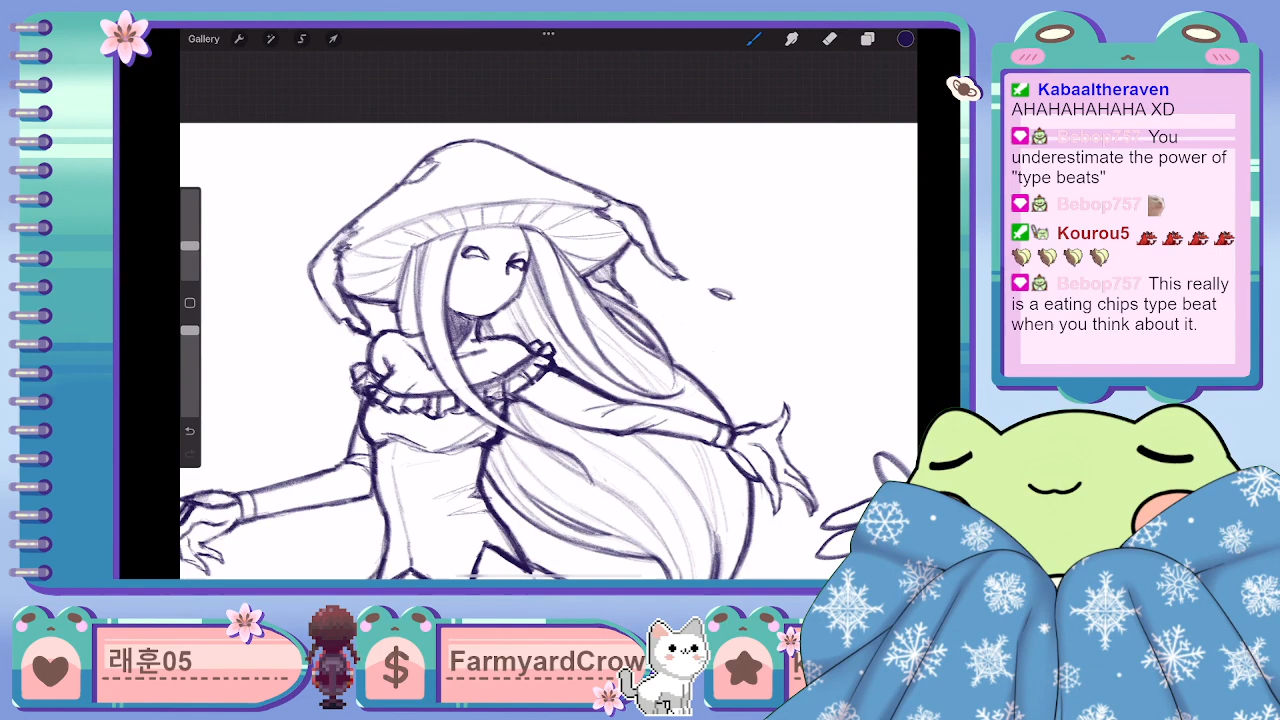 Gallery
Kabaaltheraven
AHAHAHAHAHA XD
Bebop757 You
underestimate the power of
"type beats"
Bebop757
Kourou5
Bebop757 This really
is a eating chips type beat
when you think about it.
래훈05
FarmyardCrow